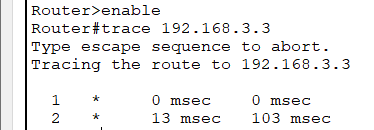 Router>enable
Router#trace 192.168.3.3
Type escape sequence to abort.
Tracing the route to 192.168.3.3
1 * 0 msec 0 msec
2 * 13 msec 103 msec